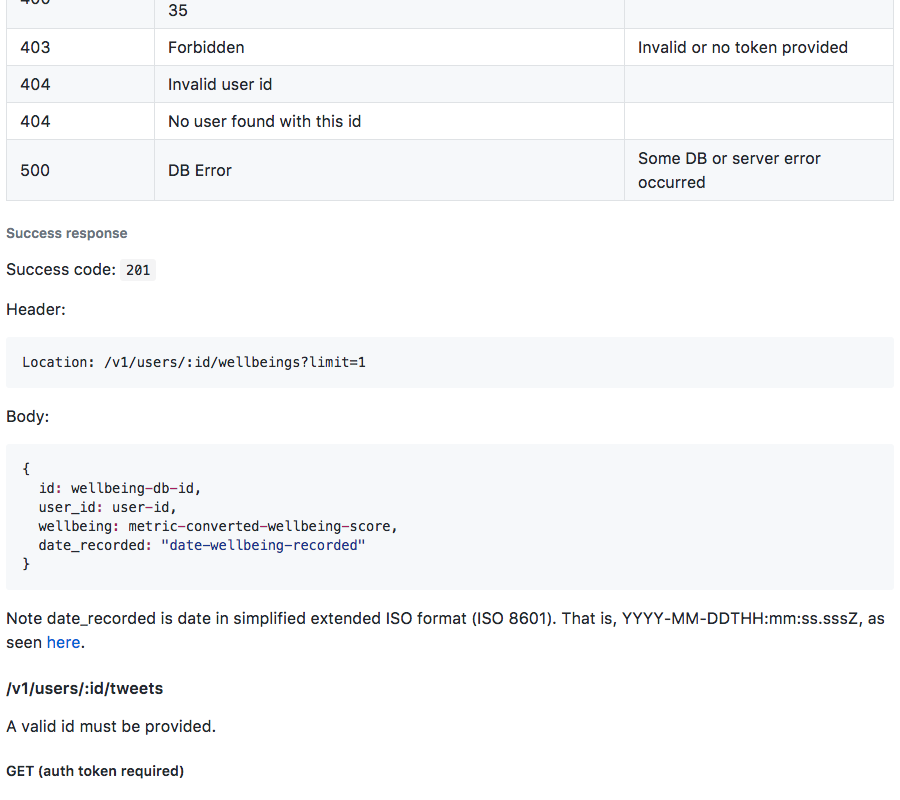 400
35
403 Forbidden Invalid or no token provided
404 Invalid user id
404 No user found with this id
500 DB Error Some DB or server error
occurred
Success response
Success code: 201
Header:
Location: /v1/users/:id/wellbeings?limit=1
Body:
{
  id: wellbeing-db-id,
  user_id: user-id,
  wellbeing: metric-converted-wellbeing-score,
  date_recorded: "date-wellbeing-recorded"
}
Note date_recorded is date in simplified extended ISO format (ISO 8601). That is, YYYY-MM-DDTHH:mm:ss.sssZ, as
seen here.
/v1/users/:id/tweets
A valid id must be provided.
GET (auth token required)